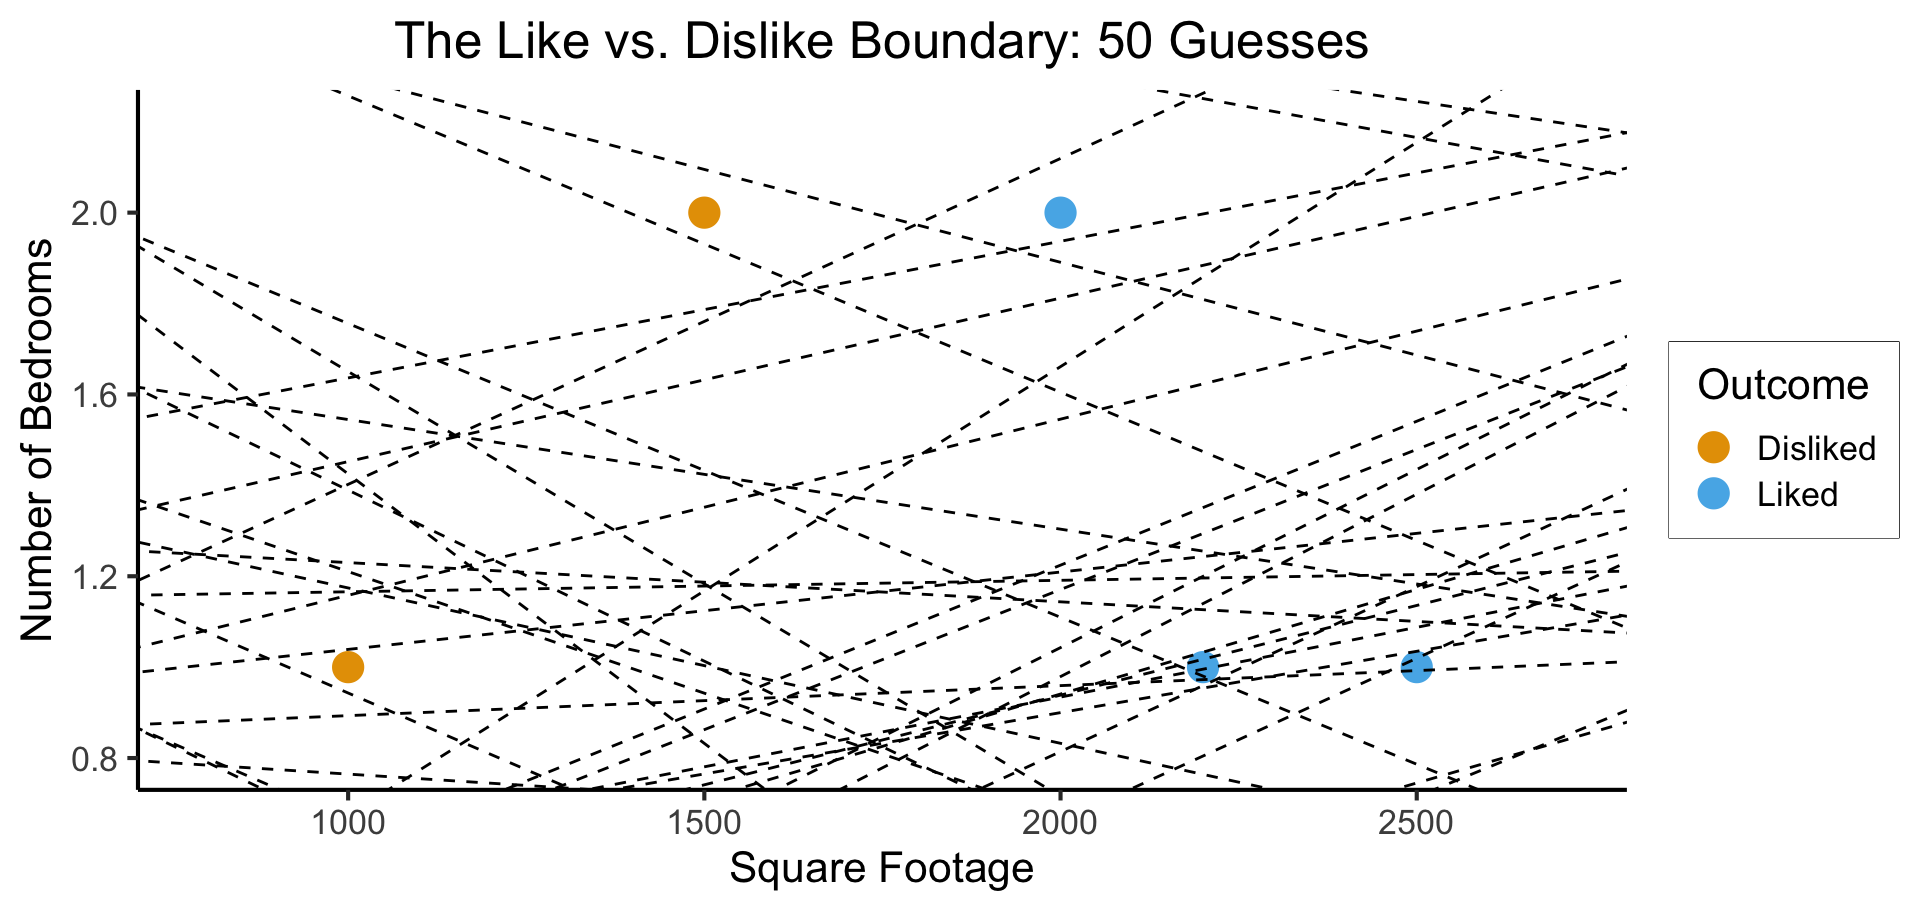 The Like vs. Dislike Boundary: 50 Guesses
Number of Bedrooms
2.0
1.6
1.2
0.8
1000
1500
2000
2500
Square Footage
Outcome
Disliked
Liked